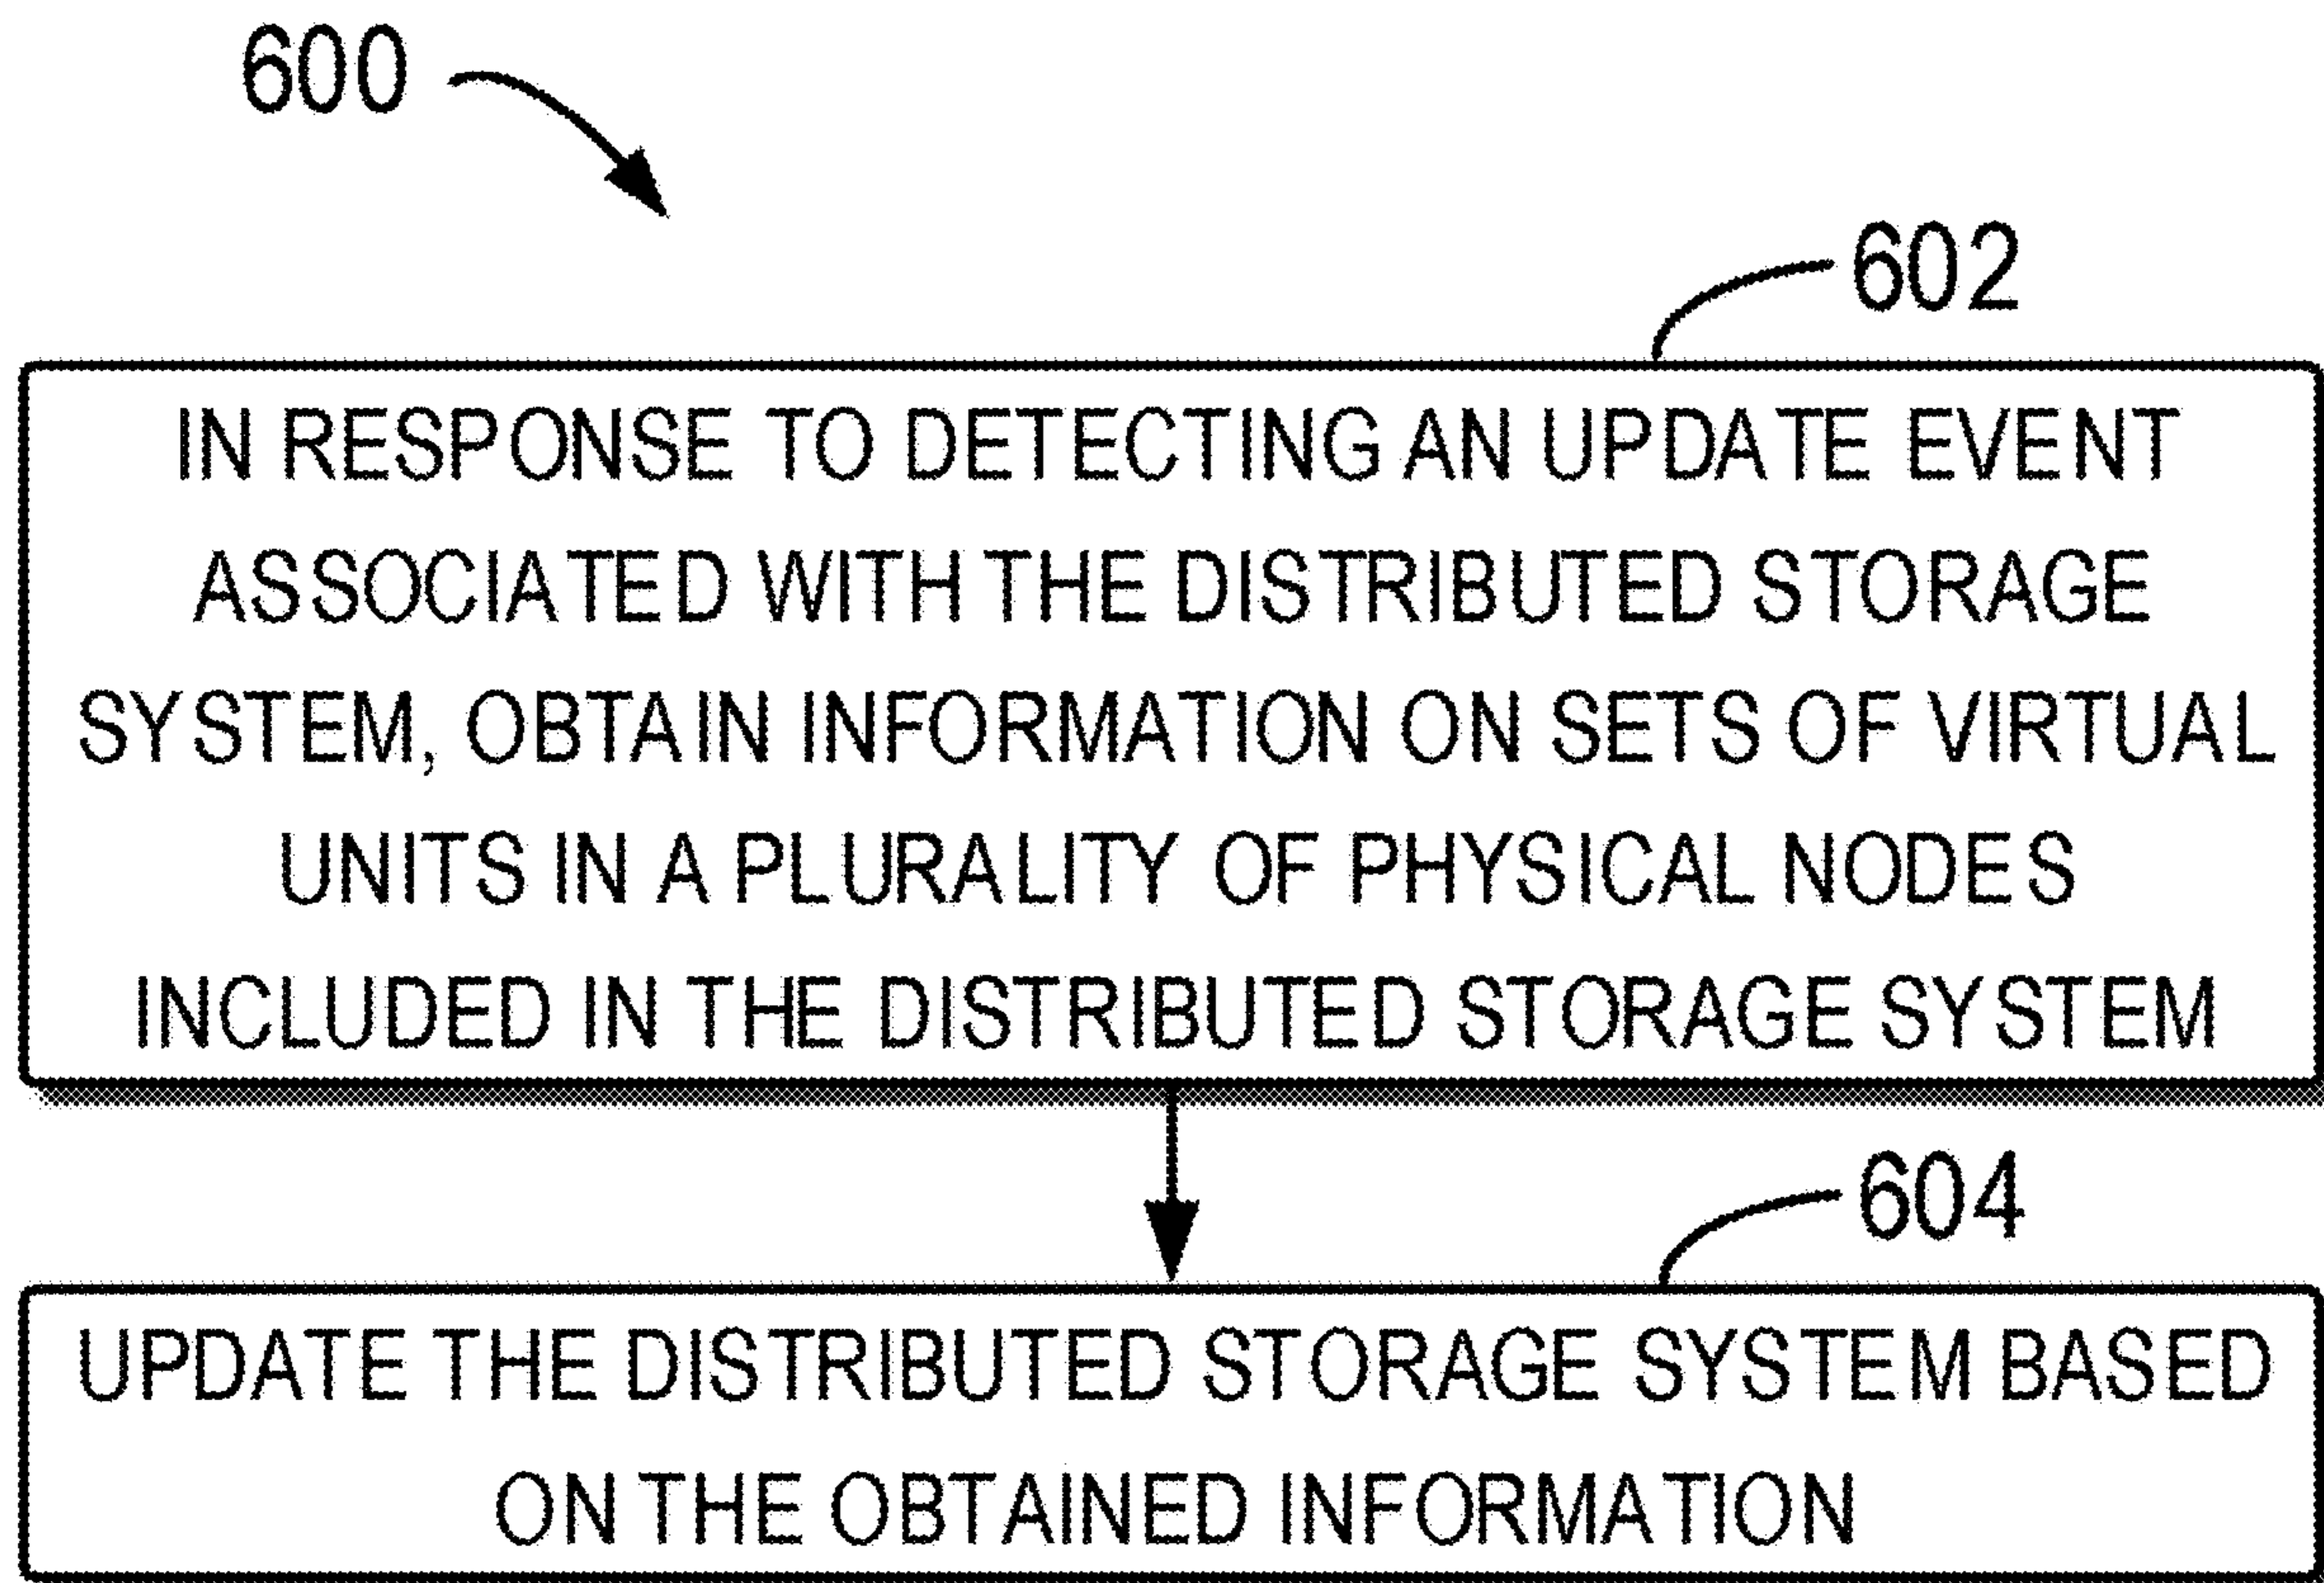 600
602
IN RESPONSE TO DETECTING AN UPDATE EVENT
ASSOCIATED WITH THE DISTRIBUTED STORAGE
SYSTEM, OBTAIN INFORMATION ON SETS OF VIRTUAL
UNITS IN A PLURALITY OF PHYSICAL NODES
INCLUDED IN THE DISTRIBUTED STORAGE SYSTEM
604
UPDATE THE DISTRIBUTED STORAGE SYSTEM BASED
ON THE OBTAINED INFORMATION